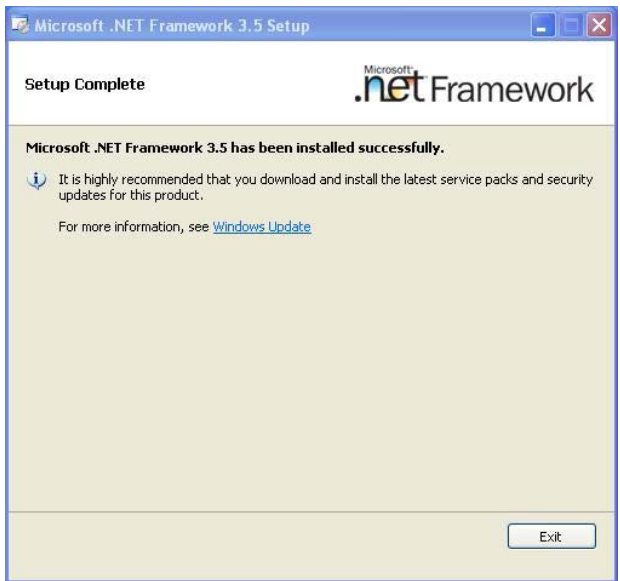 Microsoft .NET Framework 3.5 Setup
Setup Complete
Microsoft
.net Framework
Microsoft .NET Framework 3.5 has been installed successfully.
It is highly recommended that you download and install the latest service packs and security
updates for this product.
For more information, see Windows Update
Exit